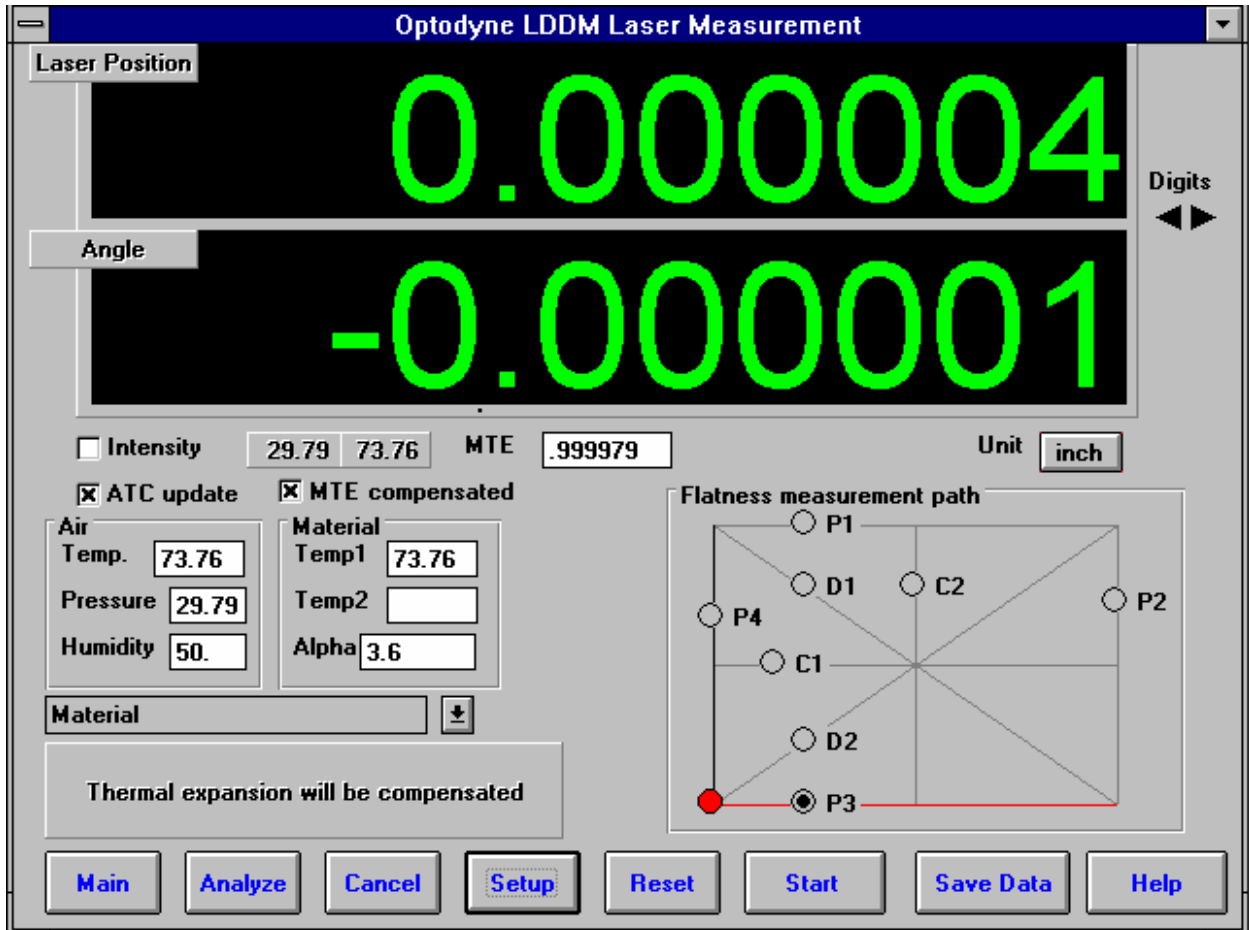 Optodyne LDDM Laser Measurement
Laser Position
0.000004
Digits
Angle
-0.000001
Intensity 29.79 73.76 MTE .999979 Unit inch
ATC update MTE compensated
Air
Temp. 73.76
Pressure 29.79
Humidity 50.
Material
Temp1 73.76
Temp2
Alpha 3.6
Material
Thermal expansion will be compensated
Flatness measurement path
P1
D1 C2
P2
P4
C1
D2
P3
Main Analyze Cancel Setup Reset Start Save Data Help